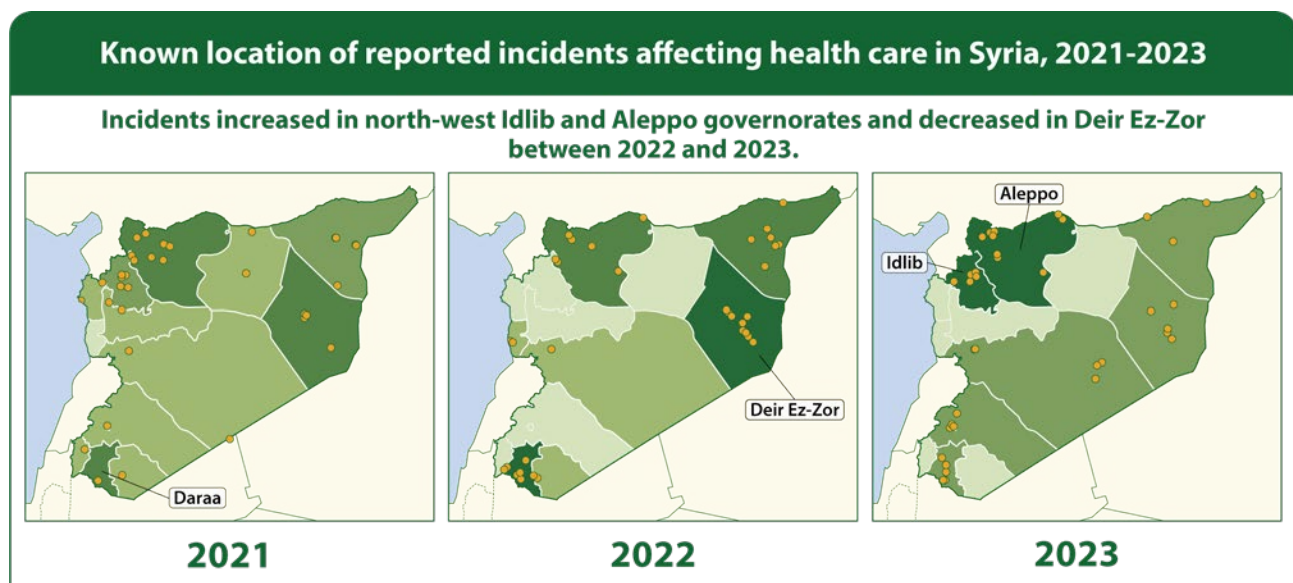 Known location of reported incidents affecting health care in Syria, 2021-2023
Incidents increased in north-west Idlib and Aleppo governorates and decreased in Deir Ez-Zor
between 2022 and 2023.
Daraa
2021
Deir Ez-Zor
2022
Aleppo
Idlib
2023